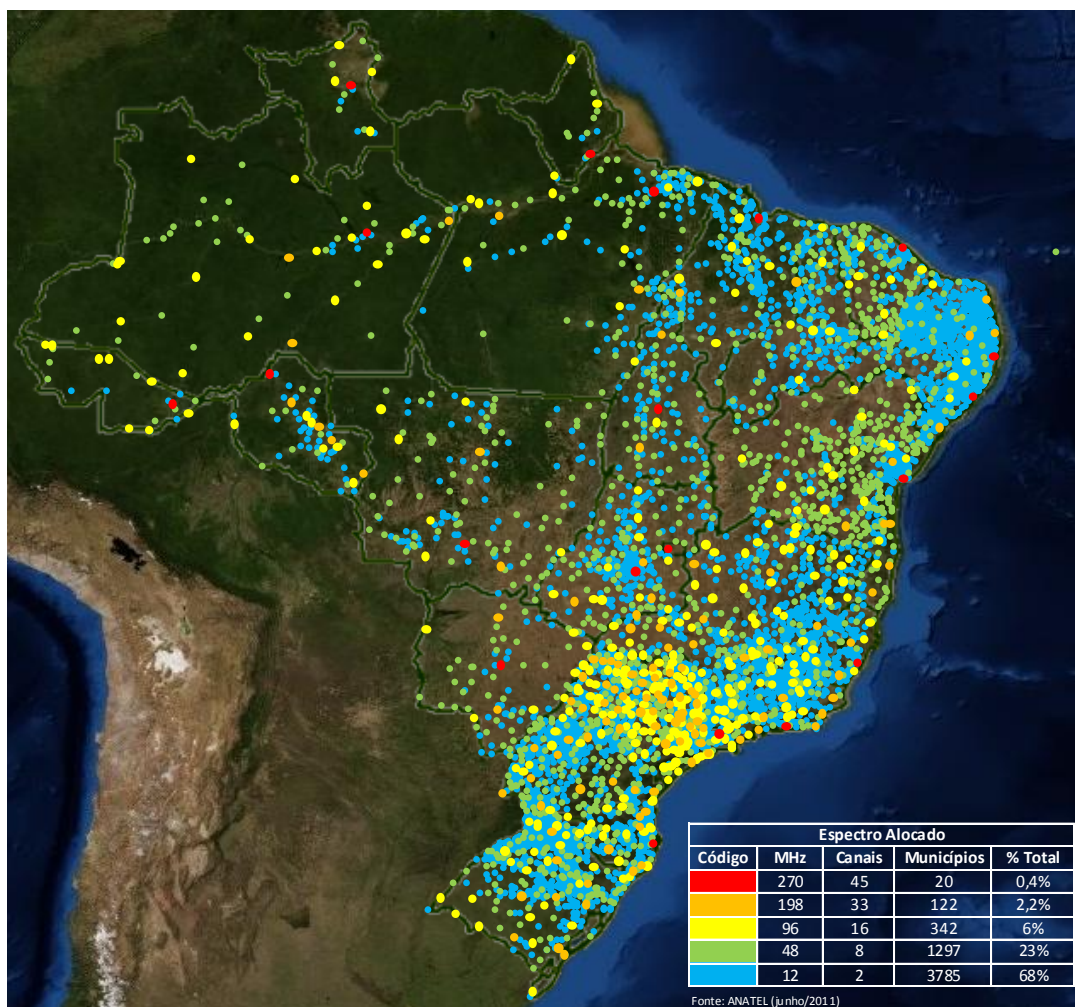 Espectro Alocado
Código MHz Canais Municípios % Total
270 45 20 0,4%
198 33 122 2,2%
96 16 342 6%
48 8 1297 23%
12 2 3785 68%
Fonte: ANATEL (junho/2011)